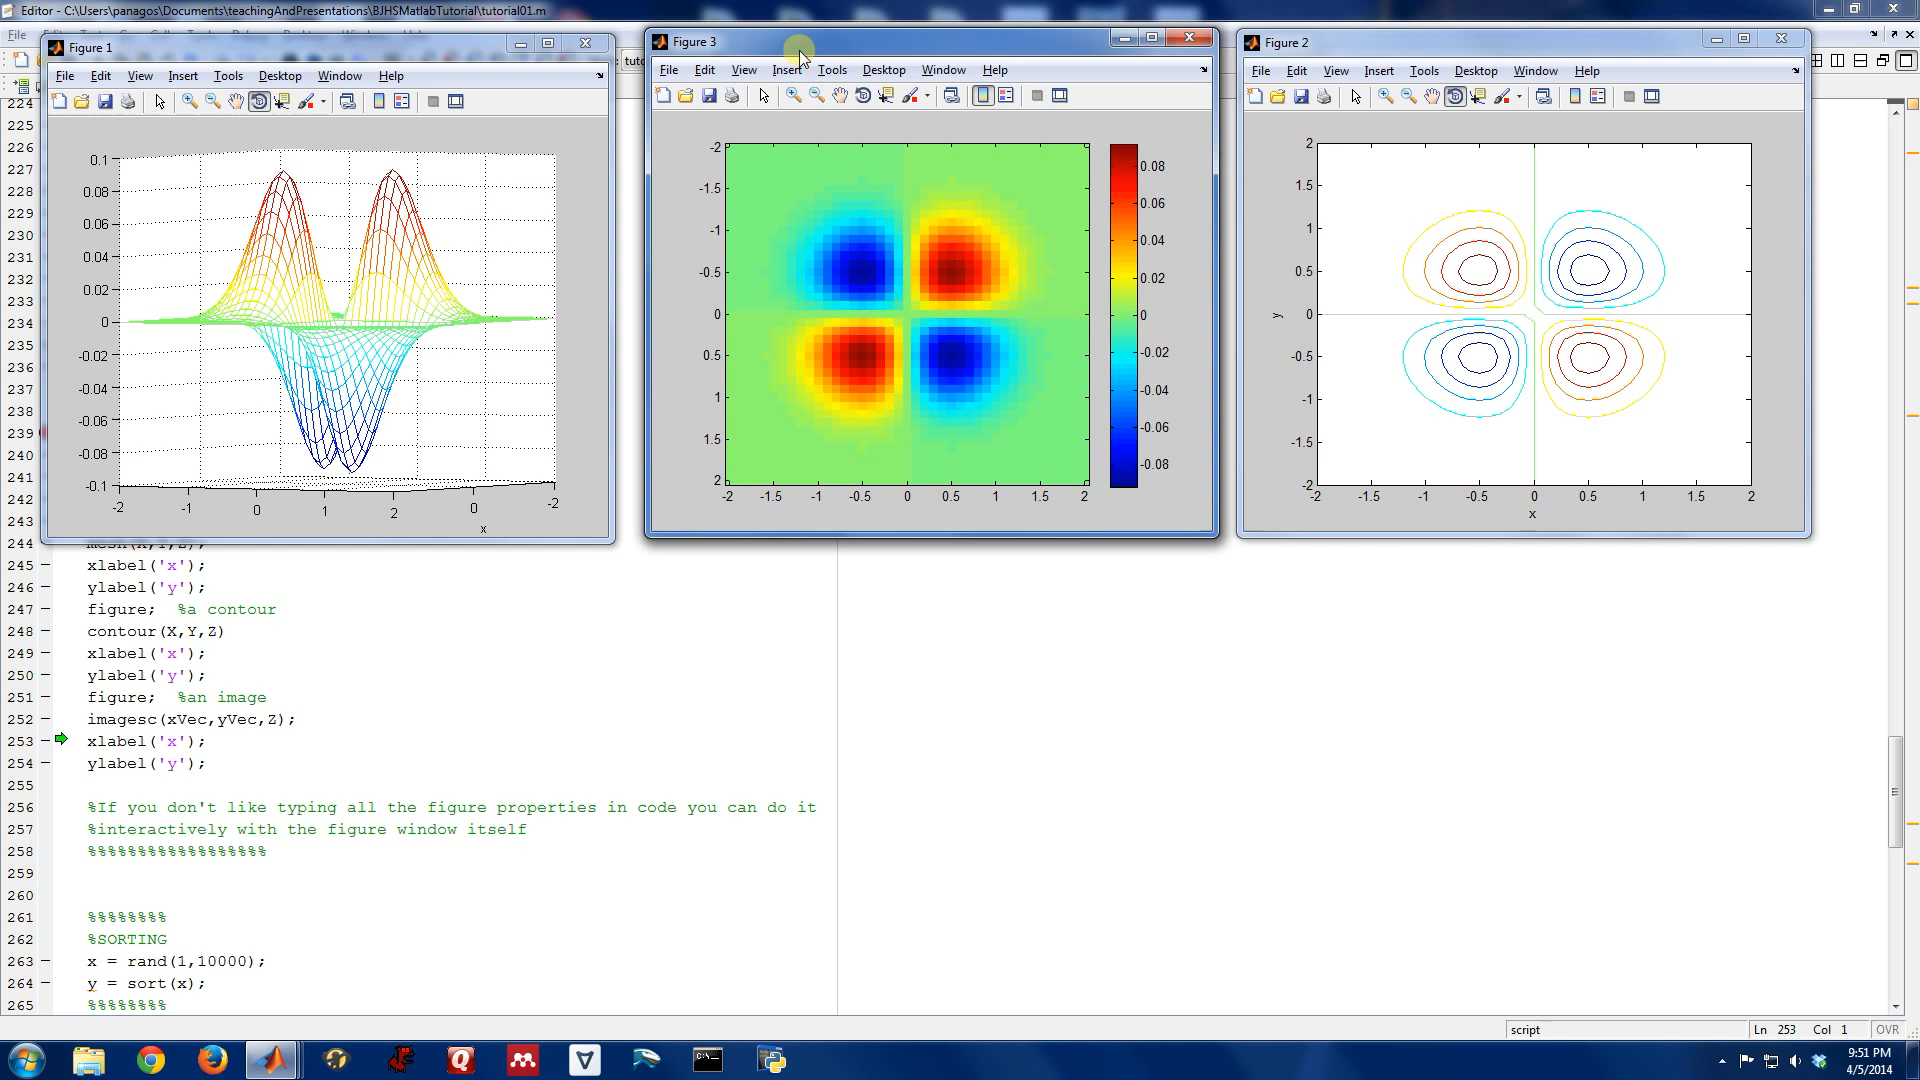 Editor - C:\Users\panagos\Documents\teachingAndPresentations\BJHSMatlabTutorial\tutorial01.m
File
Figure 1
File Edit View Insert Tools Desktop Window Help
0.1
0.08
0.06
0.04
0.02
0
-0.02
-0.04
-0.06
-0.08
-0.1
-2 -1 0 1 2 0 -2
x
Figure 3
File Edit View Insert Tools Desktop Window Help
-2
-1.5
-1
-0.5
0
0.5
1
1.5
2
-2 -1.5 -1 -0.5 0 0.5 1 1.5 2
0.08
0.06
0.04
0.02
0
-0.02
-0.04
-0.06
-0.08
Figure 2
File Edit View Insert Tools Desktop Window Help
2
1.5
1
0.5
0
-0.5
-1
-1.5
-2
y
-2 -1.5 -1 -0.5 0 0.5 1 1.5 2
x
224
225
226
227
228
229
230
231
232
233
234
235
236
237
238
239
240
241
242
243
244 mesh(X,Y,Z);
245 xlabel('x');
246 ylabel('y');
247 figure; %a contour
248 contour(X,Y,Z)
249 xlabel('x');
250 ylabel('y');
251 figure; %an image
252 imagesc(xVec,yVec,Z);
253 xlabel('x');
254 ylabel('y');
255
256 %If you don't like typing all the figure properties in code you can do it
257 %interactively with the figure window itself
258 %%%%%%%%%%%%%%%%%%
259
260
261 %%%%%%%%
262 %SORTING
263 x = rand(1,10000);
264 y = sort(x);
265 %%%%%%%%
script Ln 253 Col 1 OVR
9:51 PM
4/5/2014